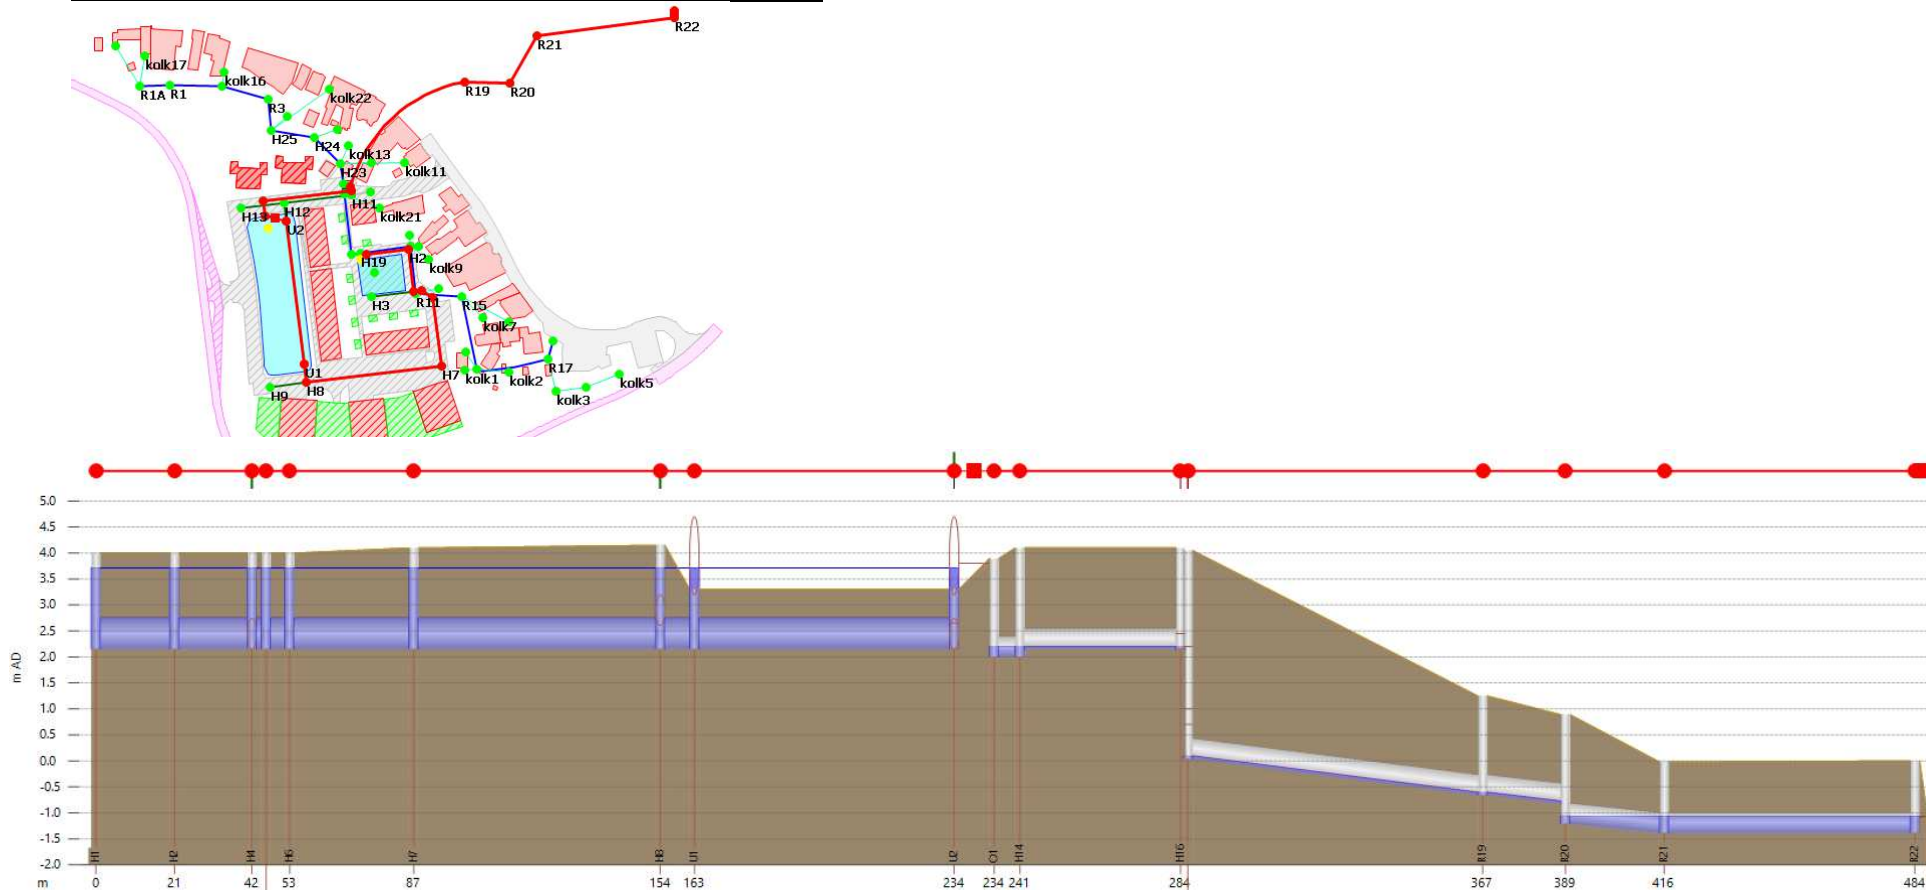 R22
R21
kolk17
kolk16
R1A
R1
R19
R20
R3
kolk22
H25
H24
kolk13
kolk11
H23
H11
H13
H12
kolk21
U2
H19
H2
kolk9
H3
R11
R15
kolk7
R17
U1
H7
kolk1
kolk2
kolk5
H9
H8
kolk3
5.0
4.5
4.0
3.5
3.0
2.5
2.0
1.5
1.0
0.5
0.0
-0.5
-1.0
-1.5
-2.0
m AD
H1
H2
H4
H6
H7
H8
U1
U2
O1
H14
H16
R19
R20
R21
R22
m 0 21 42 53 87 154 163 234 234 241 284 367 389 416 484